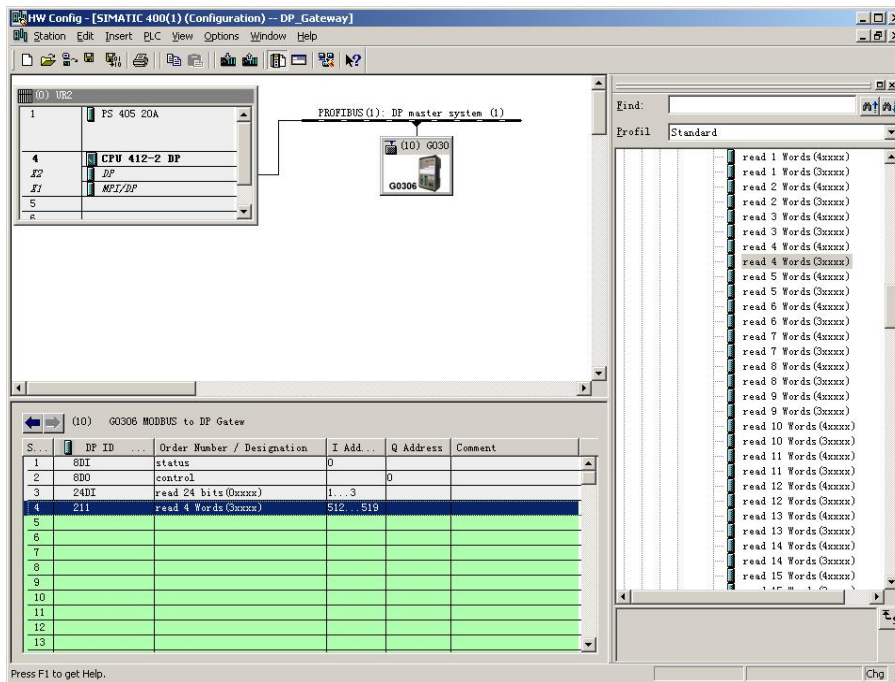 HW Config - [SIMATIC 400(1) (Configuration) -- DP_Gateway]
Station Edit Insert PLC View Options Window Help
(0) UR2
1 PS 405 20A
4 CPU 412-2 DP
X2 DP
X1 MPI/DP
5
6
PROFIBUS(1): DP master system (1)
(10) G030
G0306
Find:
Profil Standard
read 1 Words(4xxxx)
read 1 Words(3xxxx)
read 2 Words(4xxxx)
read 2 Words(3xxxx)
read 3 Words(4xxxx)
read 3 Words(3xxxx)
read 4 Words(4xxxx)
read 4 Words(3xxxx)
read 5 Words(4xxxx)
read 5 Words(3xxxx)
read 6 Words(4xxxx)
read 6 Words(3xxxx)
read 7 Words(4xxxx)
read 7 Words(3xxxx)
read 8 Words(4xxxx)
read 8 Words(3xxxx)
read 9 Words(4xxxx)
read 9 Words(3xxxx)
read 10 Words(4xxxx)
read 10 Words(3xxxx)
read 11 Words(4xxxx)
read 11 Words(3xxxx)
read 12 Words(4xxxx)
read 12 Words(3xxxx)
read 13 Words(4xxxx)
read 13 Words(3xxxx)
read 14 Words(4xxxx)
read 14 Words(3xxxx)
read 15 Words(4xxxx)
(10) G0306 MODBUS to DP Gatew
S... DP ID ... Order Number / Designation I Add... Q Address Comment
1 8DI status 0
2 8DO control 0
3 24DI read 24 bits(0xxxx) 1...3
4 211 read 4 Words(3xxxx) 512...519
5
6
7
8
9
10
11
12
13
Press F1 to get Help.
Chg